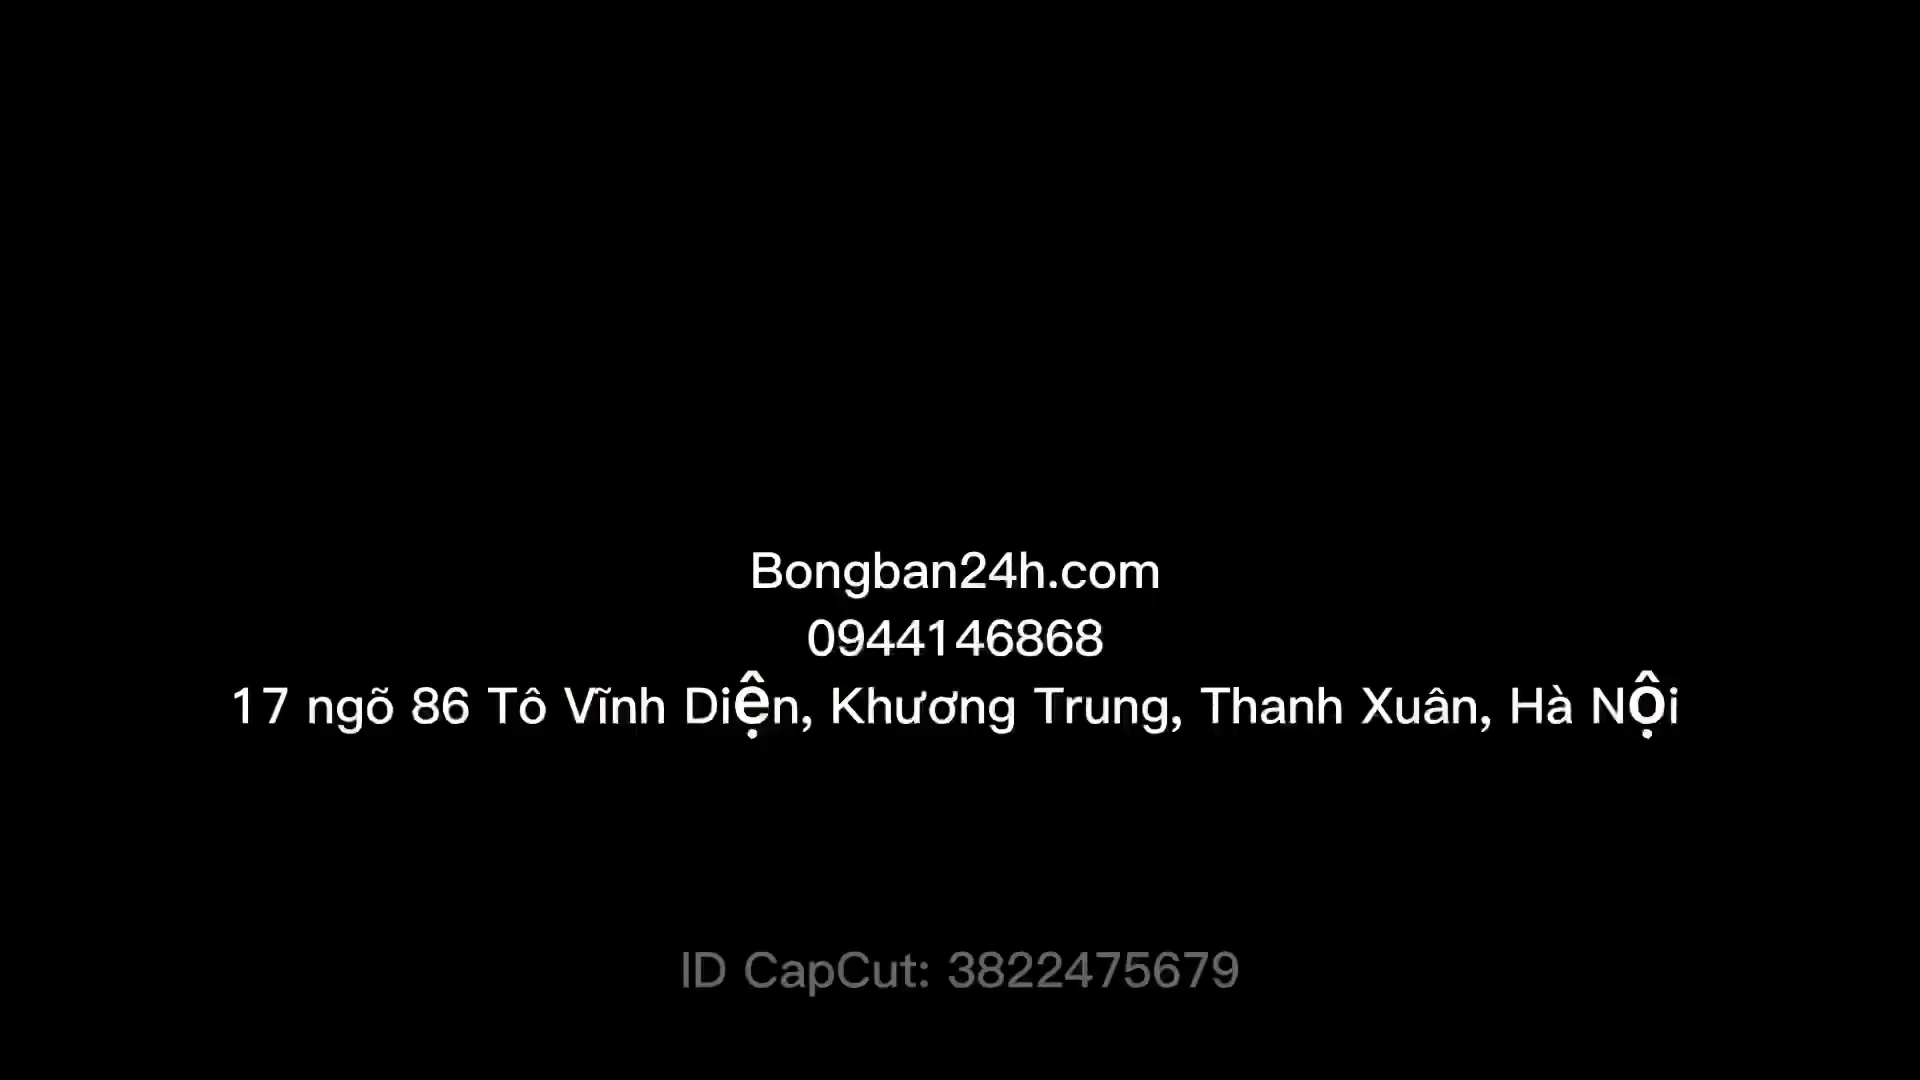 Bongban24h.com
0944146868
17 ngõ 86 Tô Vĩnh Diện, Khương Trung, Thanh Xuân, Hà Nội
ID CapCut: 3822475679